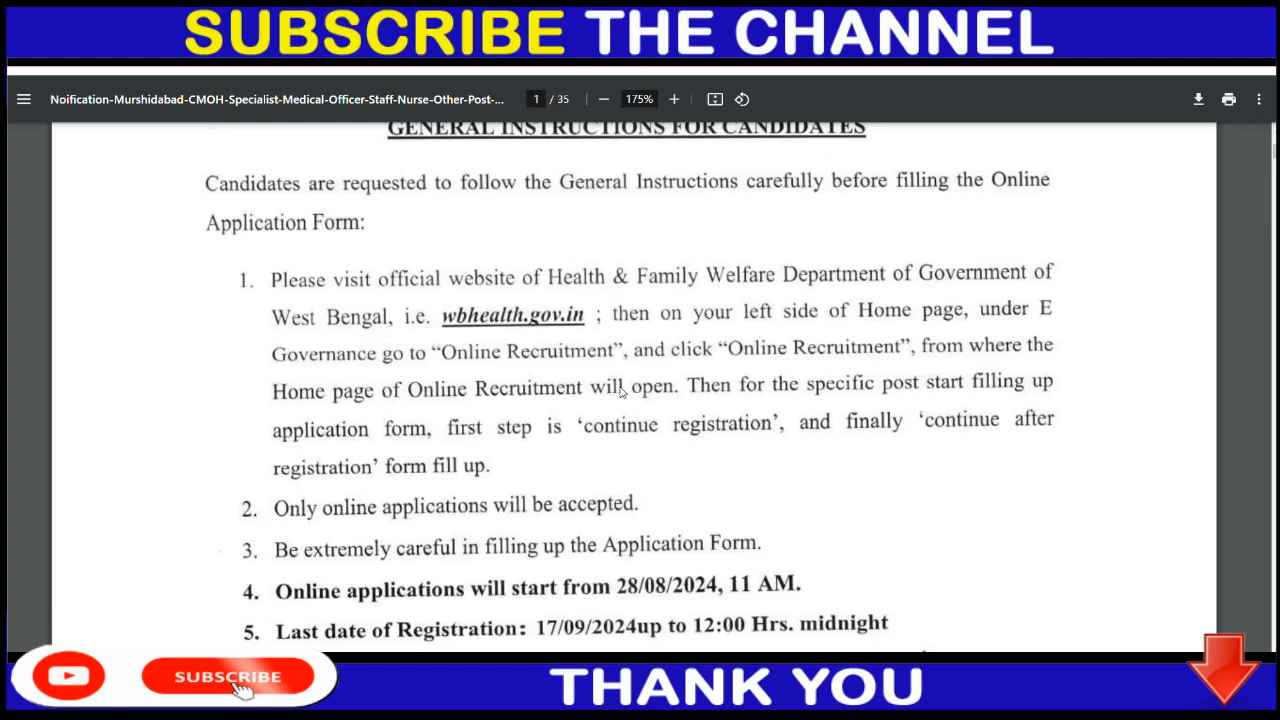 SUBSCRIBE THE CHANNEL
Noification-Murshidabad-CMOH-Specialist-Medical-Officer-Staff-Nurse-Other-Post-...
1 / 35
175%
GENERAL INSTRUCTIONS FOR CANDIDATES
Candidates are requested to follow the General Instructions carefully before filling the Online
Application Form:
1. Please visit official website of Health & Family Welfare Department of Government of
West Bengal, i.e. wbhealth.gov.in ; then on your left side of Home page, under E
Governance go to “Online Recruitment”, and click “Online Recruitment”, from where the
Home page of Online Recruitment will open. Then for the specific post start filling up
application form, first step is ‘continue registration’, and finally ‘continue after
registration’ form fill up.
2. Only online applications will be accepted.
3. Be extremely careful in filling up the Application Form.
4. Online applications will start from 28/08/2024, 11 AM.
5. Last date of Registration: 17/09/2024up to 12:00 Hrs. midnight
SUBSCRIBE
THANK YOU